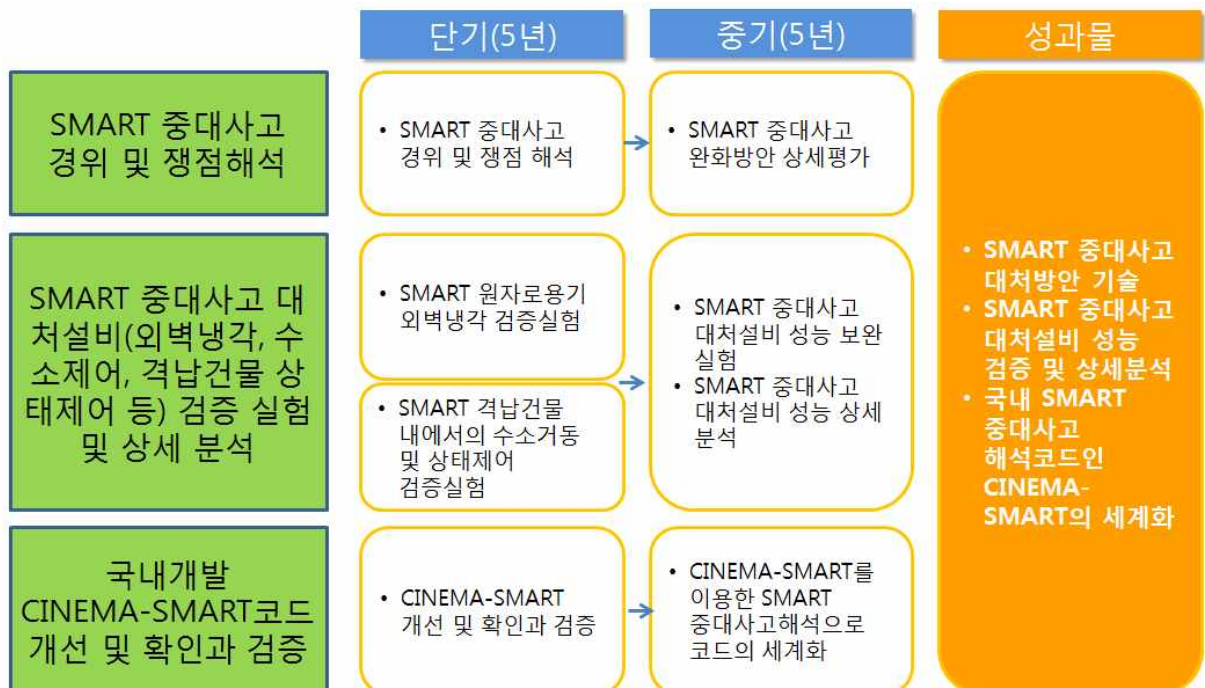 단기(5년)
중기(5년)
성과물
SMART 중대사고
경위 및 쟁점해석
• SMART 중대사고
경위 및 쟁점 해석
• SMART 중대사고
완화방안 상세평가
SMART 중대사고 대
처설비(외벽냉각, 수
소제어, 격납건물 상
태제어 등) 검증 실험
및 상세 분석
• SMART 원자로용기
외벽냉각 검증실험
• SMART 격납건물
내에서의 수소거동
및 상태제어
검증실험
• SMART 중대사고
대처설비 성능 보완
실험
• SMART 중대사고
대처설비 성능 상세
분석
국내개발
CINEMA-SMART코드
개선 및 확인과 검증
• CINEMA-SMART
개선 및 확인과 검증
• CINEMA-SMART를
이용한 SMART
중대사고해석으로
코드의 세계화
• SMART 중대사고
대처방안 기술
• SMART 중대사고
대처설비 성능
검증 및 상세분석
• 국내 SMART
중대사고
해석코드인
CINEMA-
SMART의 세계화